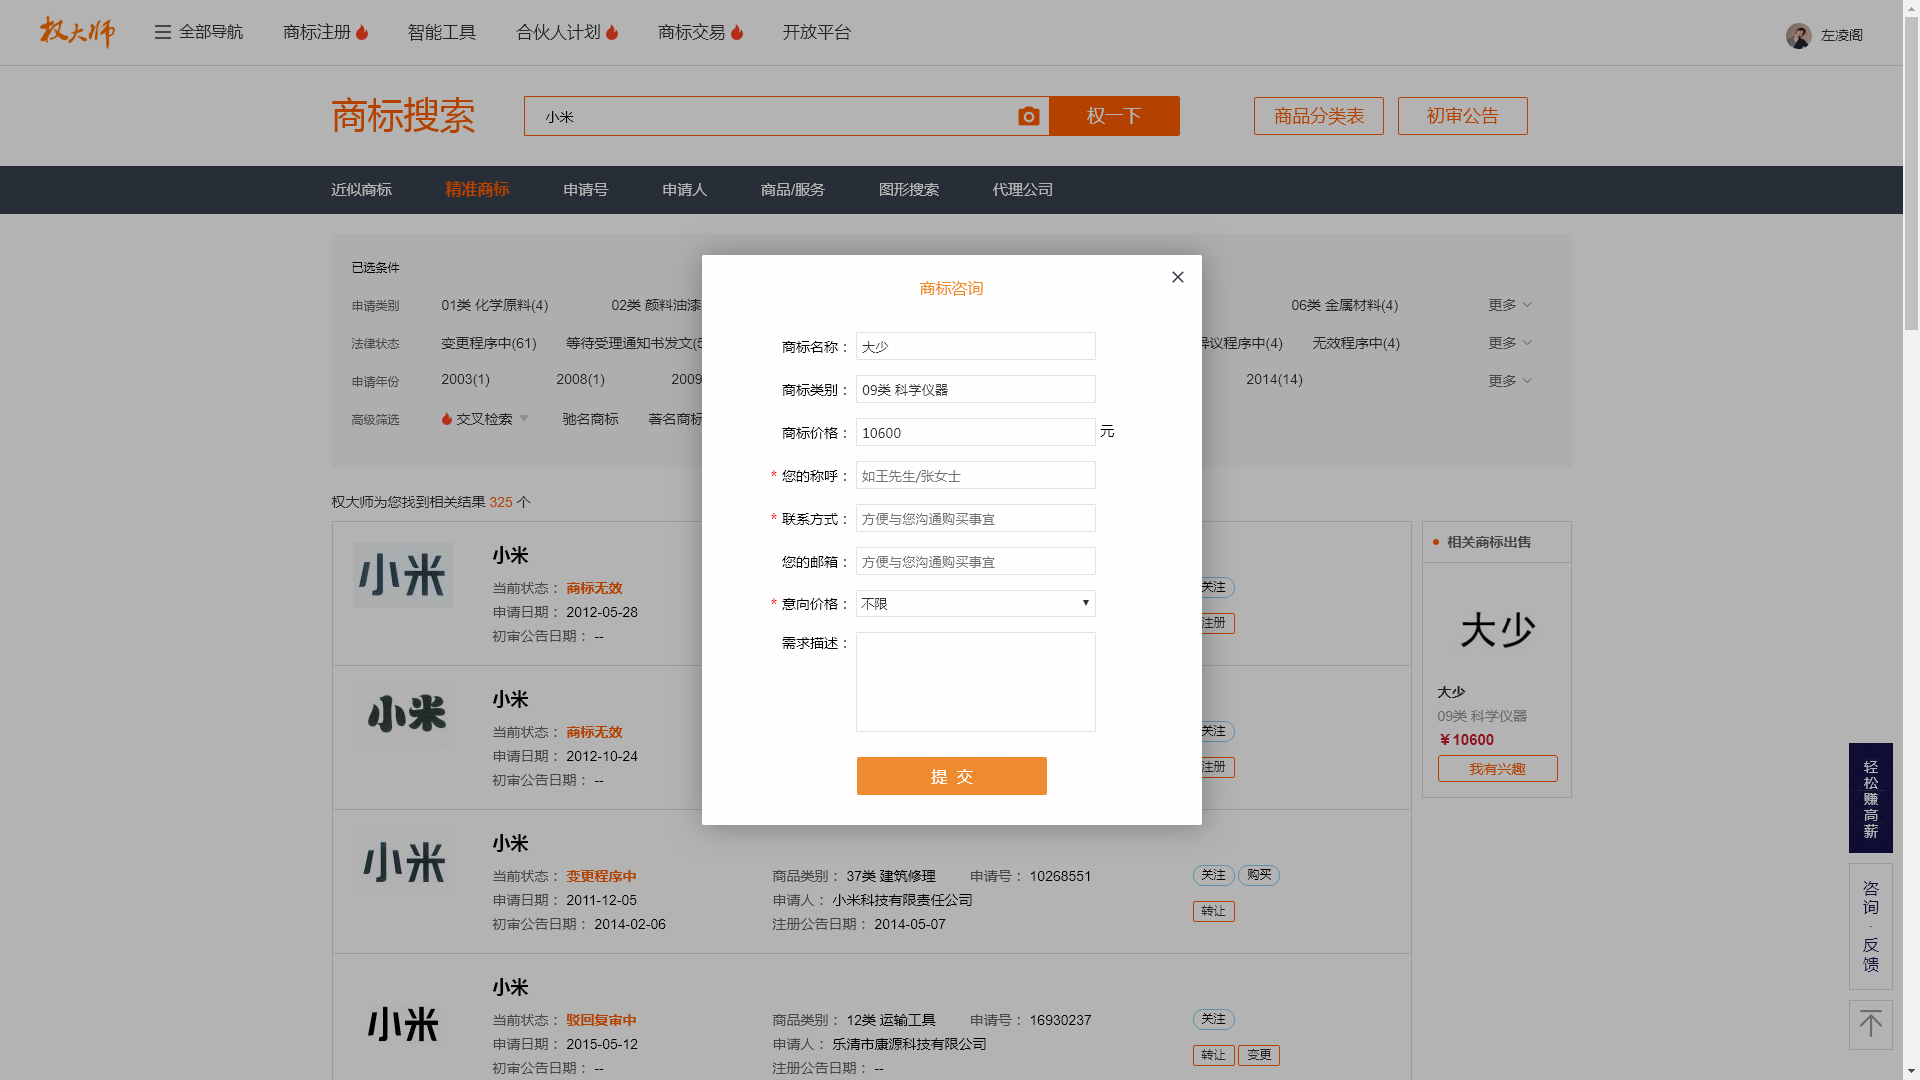 权大师 全部导航 商标注册 智能工具 合伙人计划 商标交易 开放平台 左凌阁
商标搜索 小米 权一下 商品分类表 初审公告
近似商标 精准商标 申请号 申请人 商品/服务 图形搜索 代理公司
已选条件
申请类别 01类 化学原料(4) 02类 颜料油漆 06类 金属材料(4) 更多
法律状态 变更程序中(61) 等待受理通知书发文( 异议程序中(4) 无效程序中(4) 更多
申请年份 2003(1) 2008(1) 2009 2014(14) 更多
高级筛选 交叉检索 驰名商标 著名商标
权大师为您找到相关结果 325 个
商标咨询
商标名称： 大少
商标类别： 09类 科学仪器
商标价格： 10600 元
* 您的称呼： 如王先生/张女士
* 联系方式： 方便与您沟通购买事宜
您的邮箱： 方便与您沟通购买事宜
* 意向价格： 不限
需求描述：
提 交
小米
小米
当前状态： 商标无效
申请日期： 2012-05-28
初审公告日期： --
关注
注册
小米
小米
当前状态： 商标无效
申请日期： 2012-10-24
初审公告日期： --
关注
注册
小米
小米
当前状态： 变更程序中 商品类别： 37类 建筑修理 申请号： 10268551 关注 购买
申请日期： 2011-12-05 申请人： 小米科技有限责任公司 转让
初审公告日期： 2014-02-06 注册公告日期： 2014-05-07
小米
小米
当前状态： 驳回复审中 商品类别： 12类 运输工具 申请号： 16930237 关注
申请日期： 2015-05-12 申请人： 乐清市康源科技有限公司 转让 变更
初审公告日期： -- 注册公告日期： --
相关商标出售
大少
大少
09类 科学仪器
¥10600
我有兴趣
轻松赚高薪
咨询·反馈